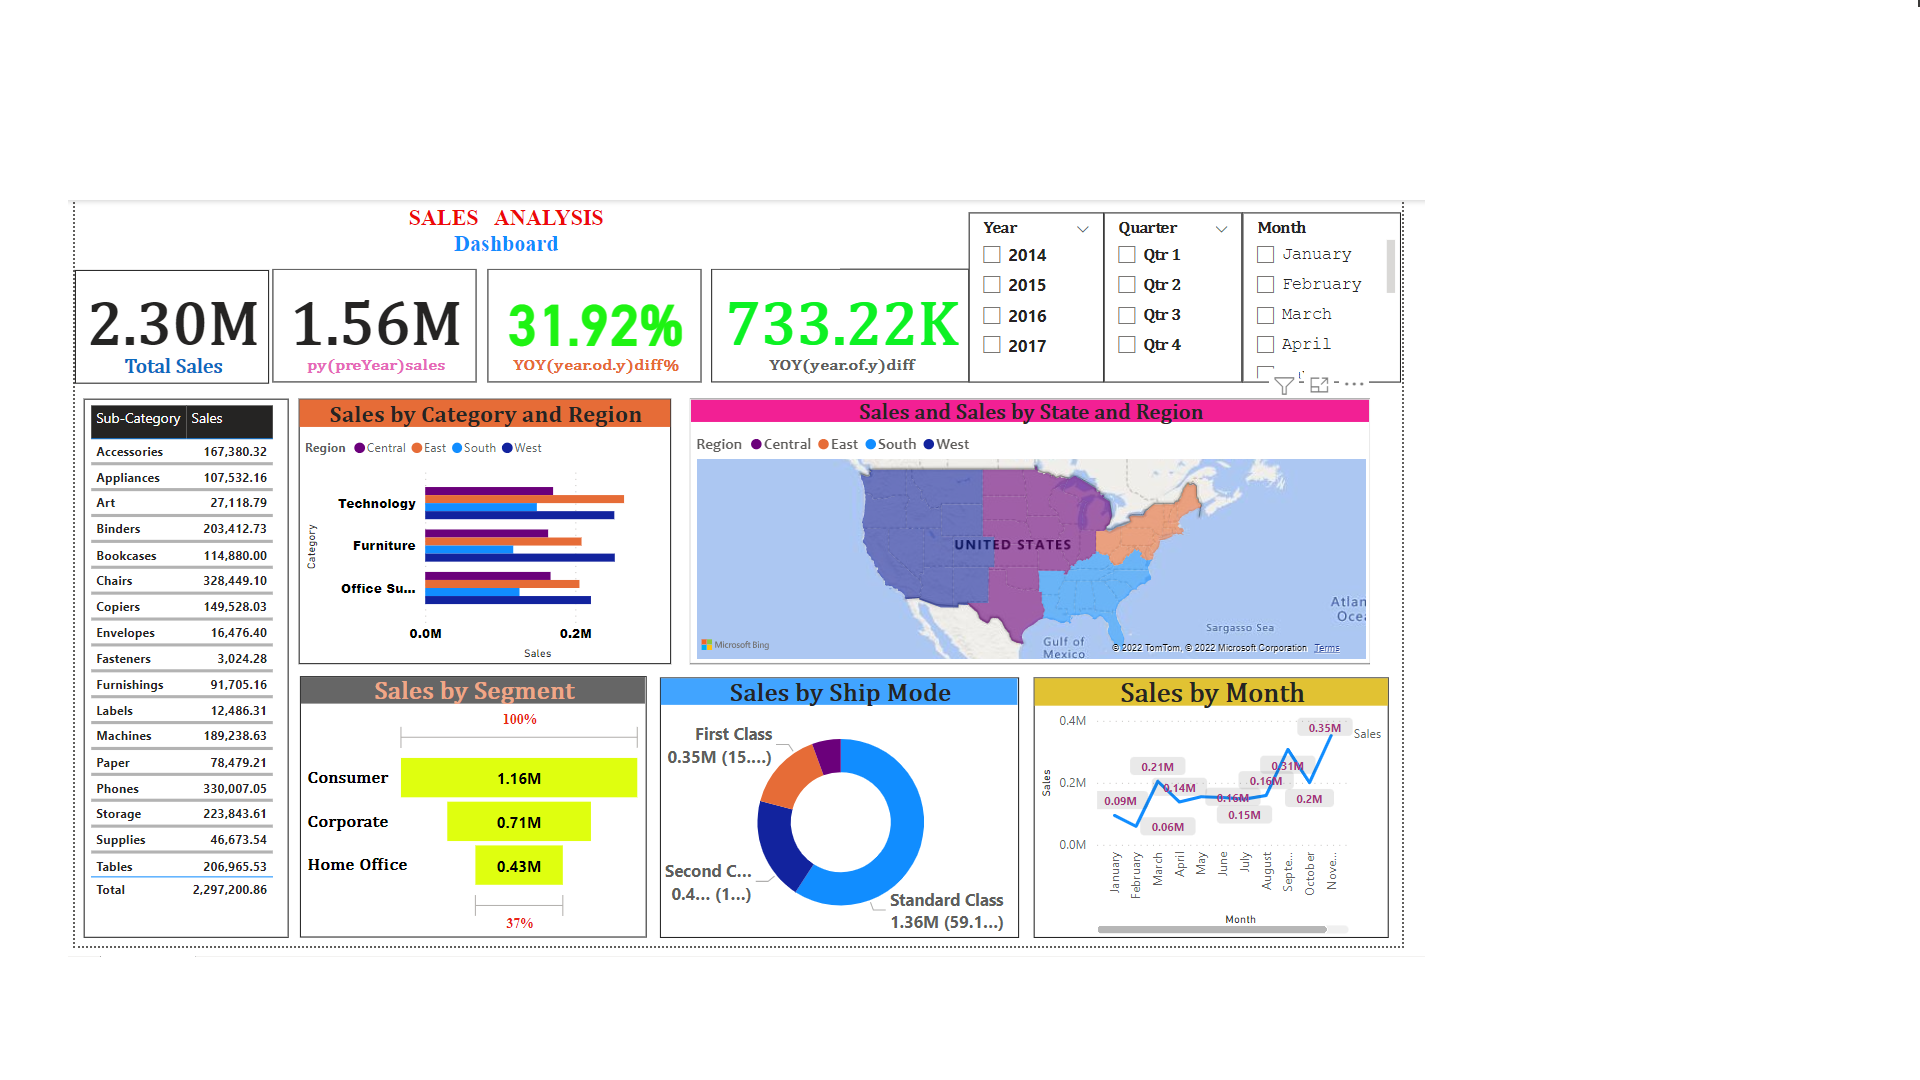 SALES ANALYSIS
Dashboard
2.30M
Total Sales
1.56M
py(preYear)sales
31.92%
YOY(year.od.y)diff%
733.22K
YOY(year.of.y)diff
Year
2014
2015
2016
2017
Quarter
Qtr 1
Qtr 2
Qtr 3
Qtr 4
Month
January
February
March
April
Sub-Category Sales
Accessories 167,380.32
Appliances 107,532.16
Art 27,118.79
Binders 203,412.73
Bookcases 114,880.00
Chairs 328,449.10
Copiers 149,528.03
Envelopes 16,476.40
Fasteners 3,024.28
Furnishings 91,705.16
Labels 12,486.31
Machines 189,238.63
Paper 78,479.21
Phones 330,007.05
Storage 223,843.61
Supplies 46,673.54
Tables 206,965.53
Total 2,297,200.86
Sales by Category and Region
Region Central East South West
Category
Technology
Furniture
Office Su...
0.0M 0.2M
Sales
Sales and Sales by State and Region
Region Central East South West
UNITED STATES
Atlan
Oce
Sargasso Sea
Gulf of
Mexico
Microsoft Bing
© 2022 TomTom, © 2022 Microsoft Corporation Terms
Sales by Segment
100%
Consumer 1.16M
Corporate 0.71M
Home Office 0.43M
37%
Sales by Ship Mode
First Class
0.35M (15....)
Second C...
0.4... (1...)
Standard Class
1.36M (59.1...)
Sales by Month
Sales
0.4M
0.2M
0.0M
0.09M
0.06M
0.21M
0.14M
0.16M
0.15M
0.16M
0.31M
0.2M
0.35M
Sales
January
February
March
April
May
June
July
August
Septe...
October
Nove...
Month